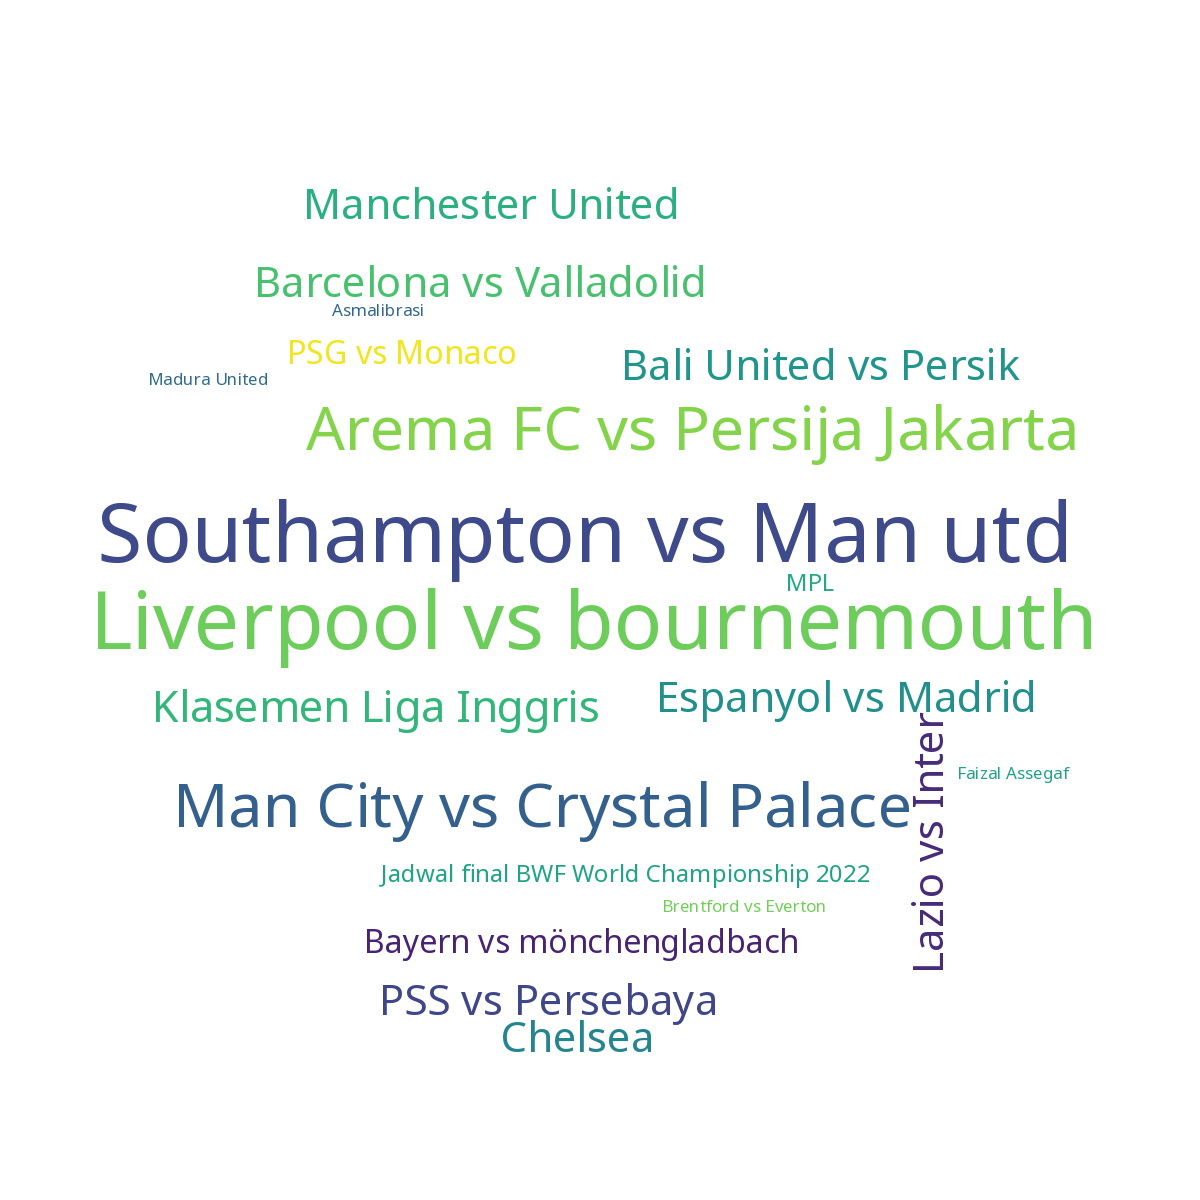 Manchester United
Barcelona vs Valladolid
Asmalibrasi
PSG vs Monaco
Bali United vs Persik
Madura United
Arema FC vs Persija Jakarta
Southampton vs Man utd
MPL
Liverpool vs bournemouth
Klasemen Liga Inggris
Espanyol vs Madrid
Lazio vs Inter
Faizal Assegaf
Man City vs Crystal Palace
Jadwal final BWF World Championship 2022
Brentford vs Everton
Bayern vs mönchengladbach
PSS vs Persebaya
Chelsea